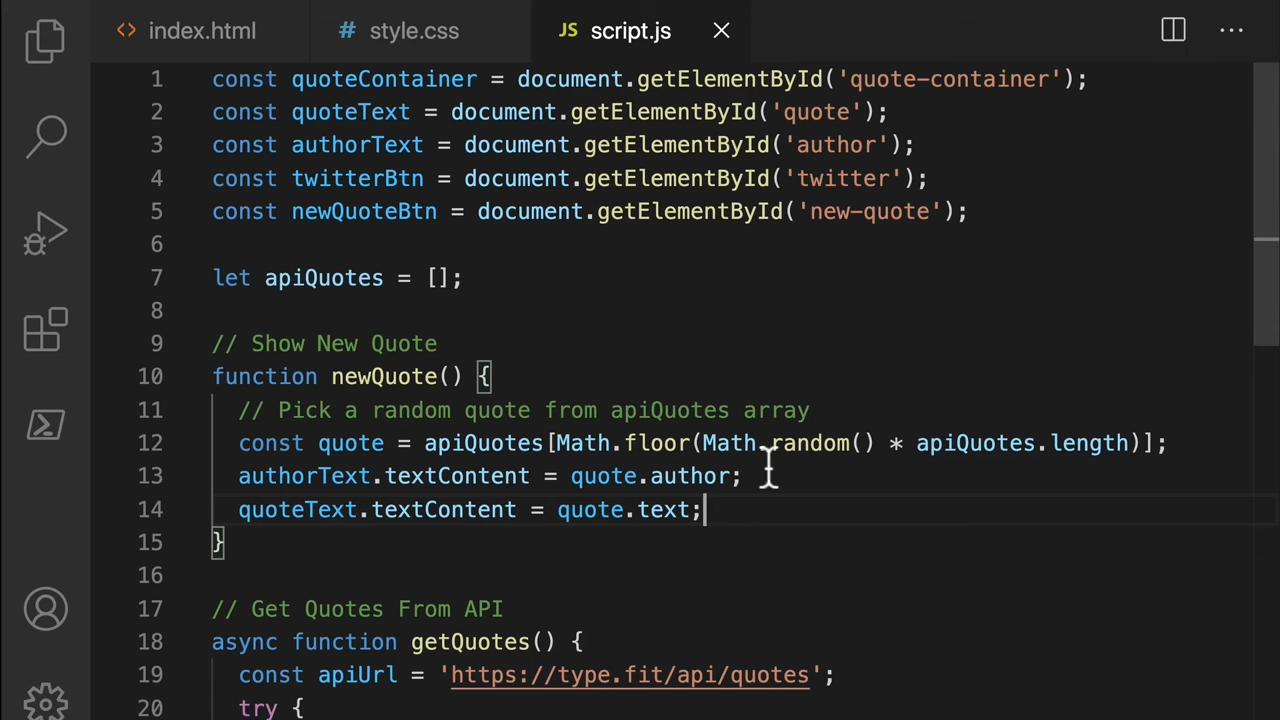 <> index.html # style.css JS script.js
1 const quoteContainer = document.getElementById('quote-container');
2 const quoteText = document.getElementById('quote');
3 const authorText = document.getElementById('author');
4 const twitterBtn = document.getElementById('twitter');
5 const newQuoteBtn = document.getElementById('new-quote');
6
7 let apiQuotes = [];
8
9 // Show New Quote
10 function newQuote() {
11 // Pick a random quote from apiQuotes array
12 const quote = apiQuotes[Math.floor(Math.random() * apiQuotes.length)];
13 authorText.textContent = quote.author;
14 quoteText.textContent = quote.text;
15 }
16
17 // Get Quotes From API
18 async function getQuotes() {
19 const apiUrl = 'https://type.fit/api/quotes';
20 try {